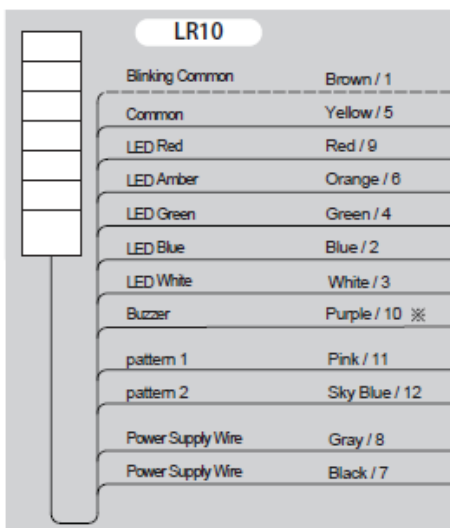 LR10
Blinking Common Brown / 1
Common Yellow / 5
LED Red Red / 9
LED Amber Orange / 6
LED Green Green / 4
LED Blue Blue / 2
LED White White / 3
Buzzer Purple / 10 ※
pattern 1 Pink / 11
pattern 2 Sky Blue / 12
Power Supply Wire Gray / 8
Power Supply Wire Black / 7